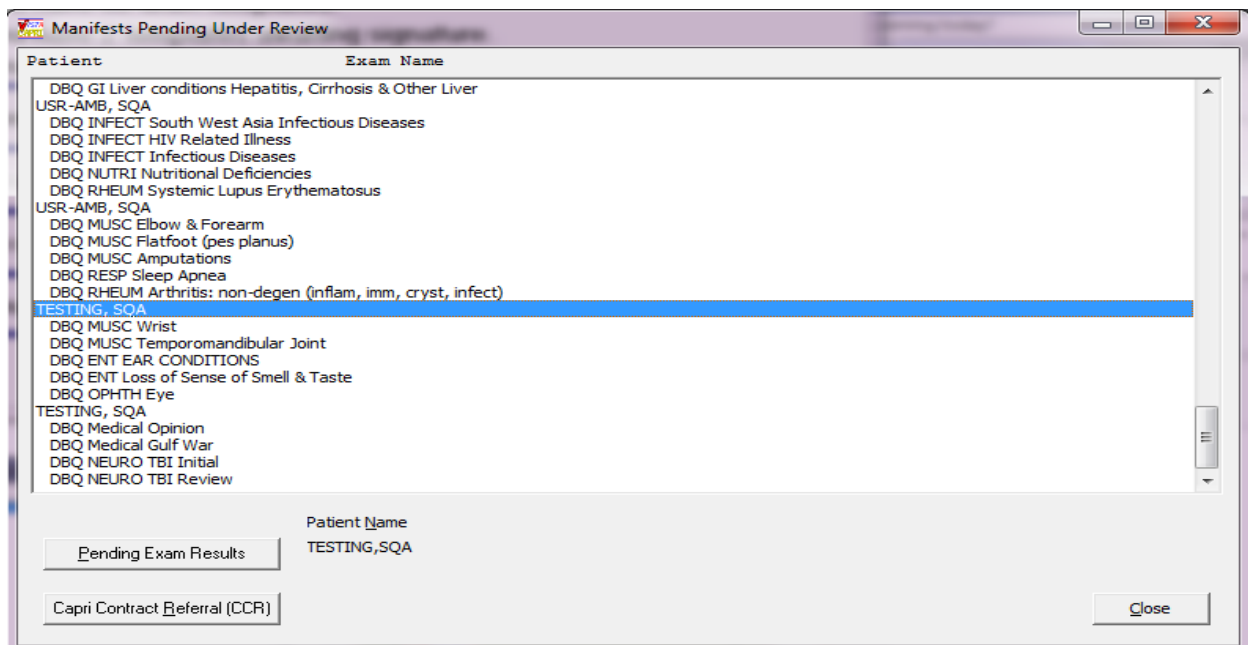 Manifests Pending Under Review
Patient Exam Name
DBQ GI Liver conditions Hepatitis, Cirrhosis & Other Liver
USR-AMB, SQA
DBQ INFECT South West Asia Infectious Diseases
DBQ INFECT HIV Related Illness
DBQ INFECT Infectious Diseases
DBQ NUTRI Nutritional Deficiencies
DBQ RHEUM Systemic Lupus Erythematosus
USR-AMB, SQA
DBQ MUSC Elbow & Forearm
DBQ MUSC Flatfoot (pes planus)
DBQ MUSC Amputations
DBQ RESP Sleep Apnea
DBQ RHEUM Arthritis: non-degen (inflam, imm, cryst, infect)
TESTING, SQA
DBQ MUSC Wrist
DBQ MUSC Temporomandibular Joint
DBQ ENT EAR CONDITIONS
DBQ ENT Loss of Sense of Smell & Taste
DBQ OPHTH Eye
TESTING, SQA
DBQ Medical Opinion
DBQ Medical Gulf War
DBQ NEURO TBI Initial
DBQ NEURO TBI Review
Patient Name
Pending Exam Results TESTING,SQA
Capri Contract Referral (CCR) Close